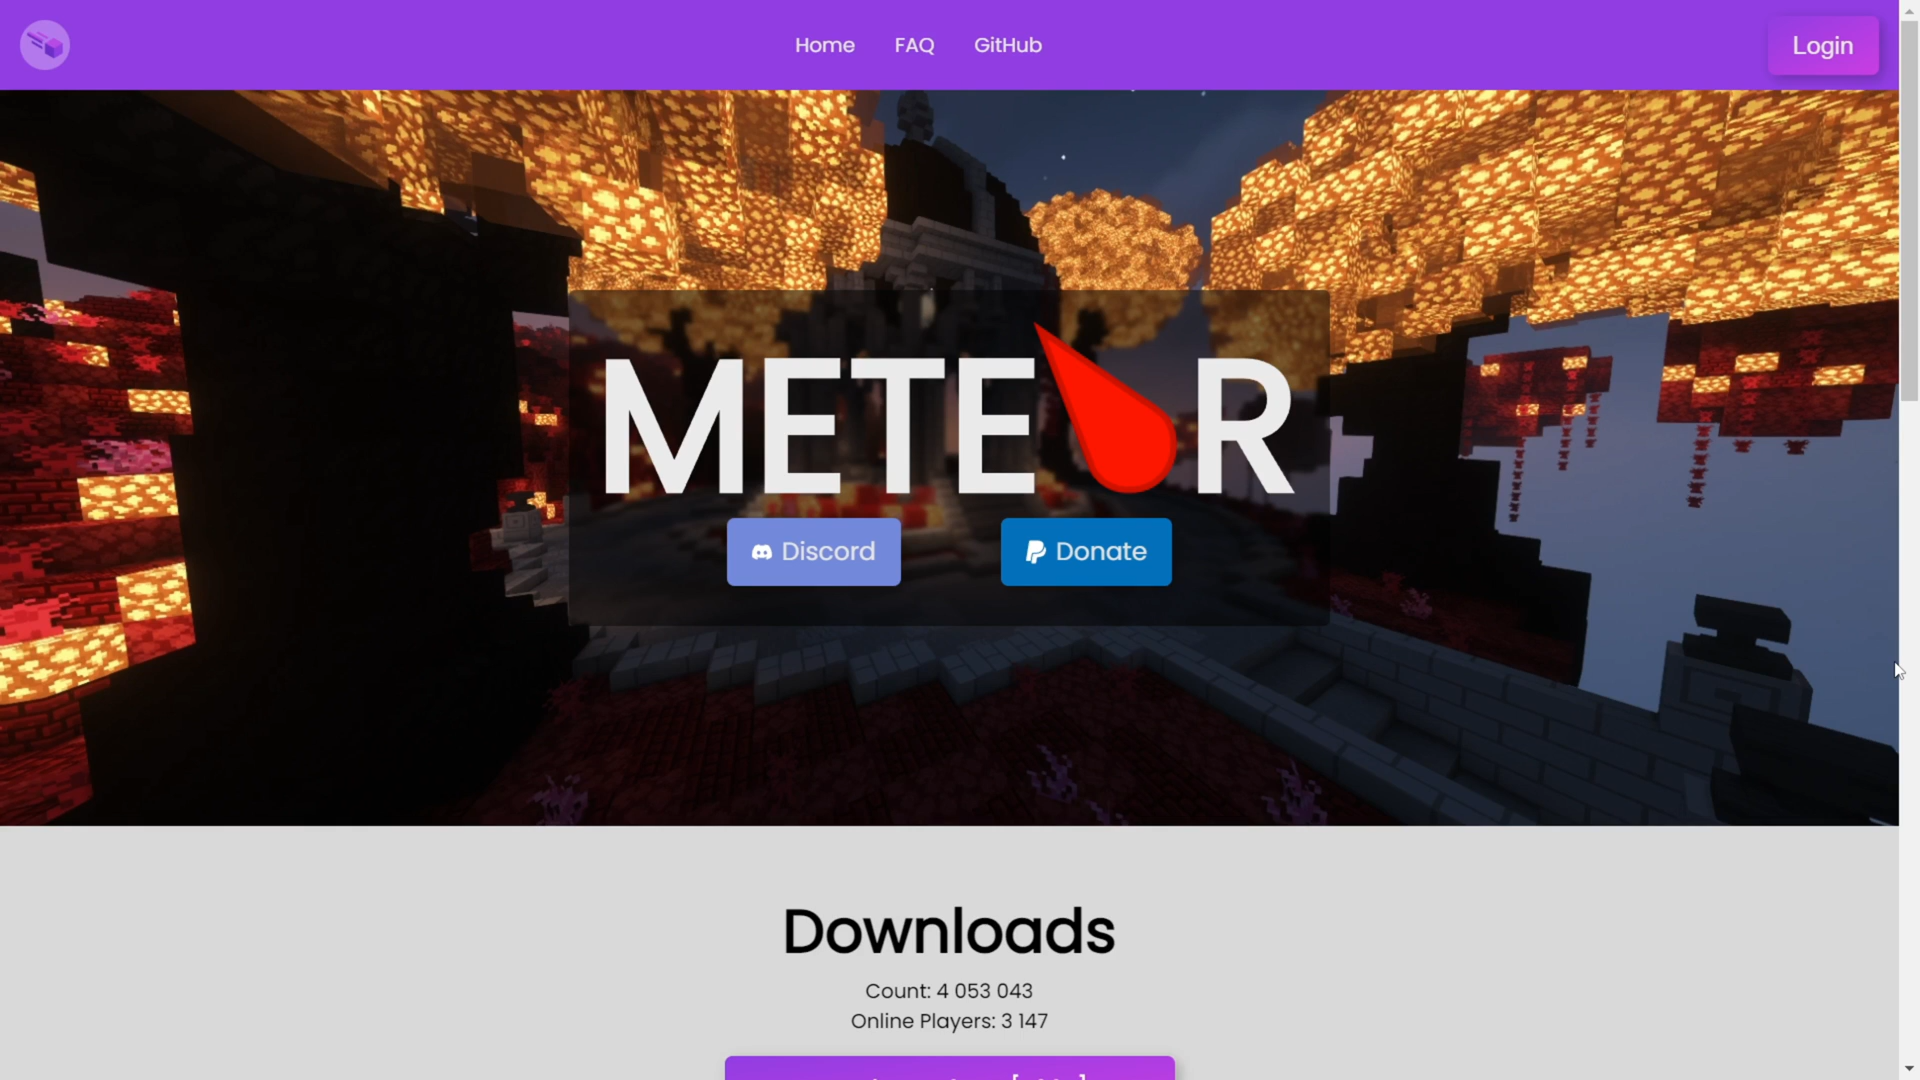 Home FAQ GitHub Login
METEOR
Discord Donate
Downloads
Count: 4 053 043
Online Players: 3 147